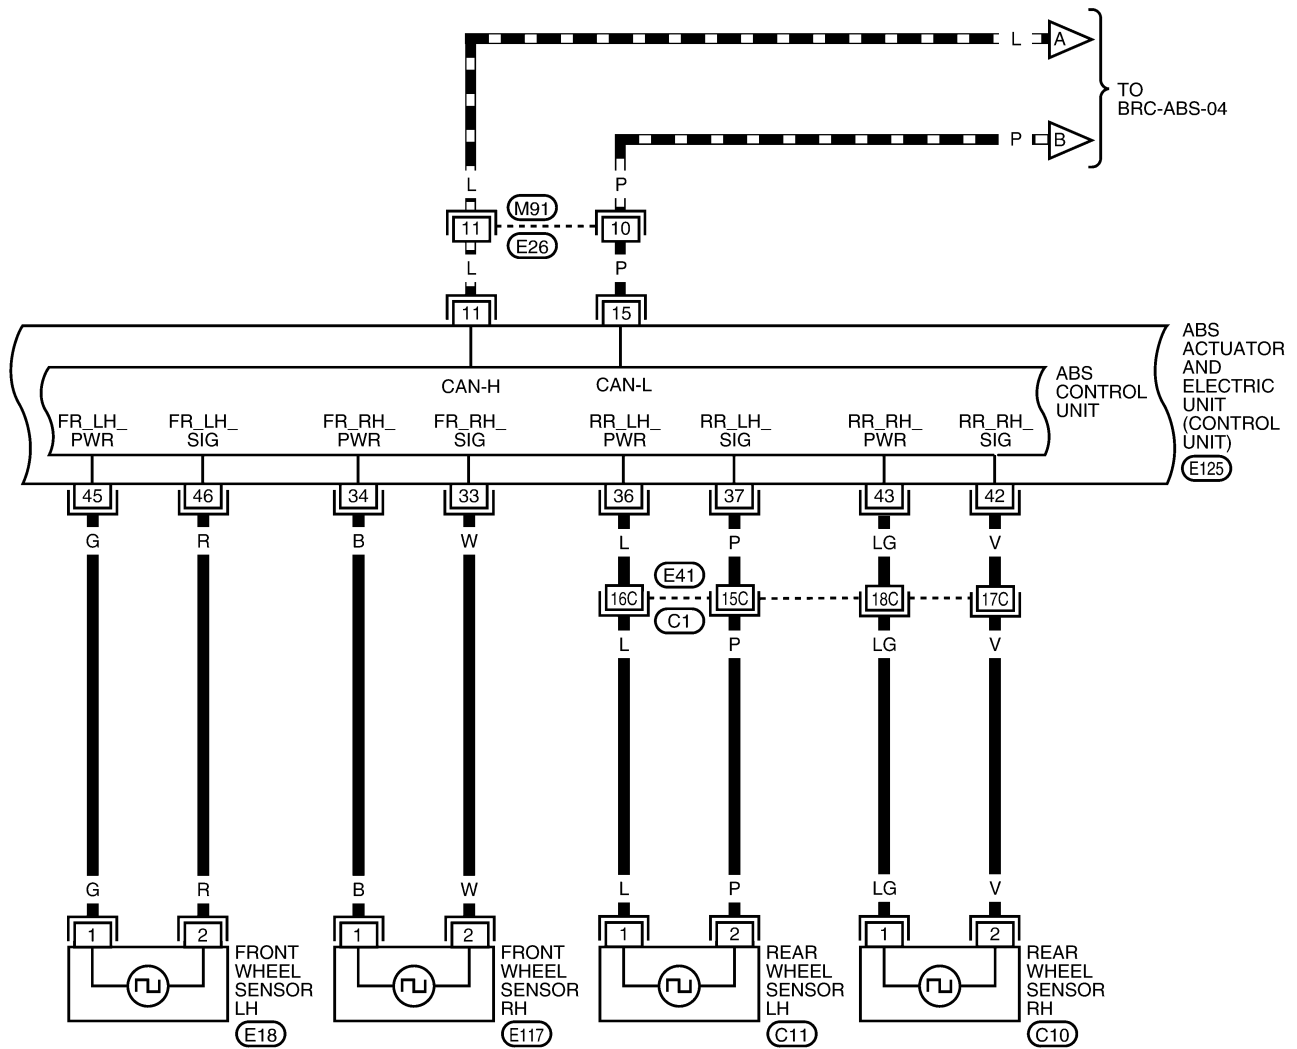 L A
TO
BRC-ABS-04
P B
L P
M91
11 10
E26
L P
11 15
ABS
ACTUATOR
AND
ELECTRIC
UNIT
(CONTROL
UNIT)
E125
CAN-H CAN-L
ABS
CONTROL
UNIT
FR_LH_
PWR
FR_LH_
SIG
FR_RH_
PWR
FR_RH_
SIG
RR_LH_
PWR
RR_LH_
SIG
RR_RH_
PWR
RR_RH_
SIG
45 46 34 33 36 37 43 42
G R B W L P LG V
E41
16C 15C 18C 17C
C1
L P LG V
G R B W L P LG V
1 2 1 2 1 2 1 2
FRONT
WHEEL
SENSOR
LH
E18
FRONT
WHEEL
SENSOR
RH
E117
REAR
WHEEL
SENSOR
LH
C11
REAR
WHEEL
SENSOR
RH
C10